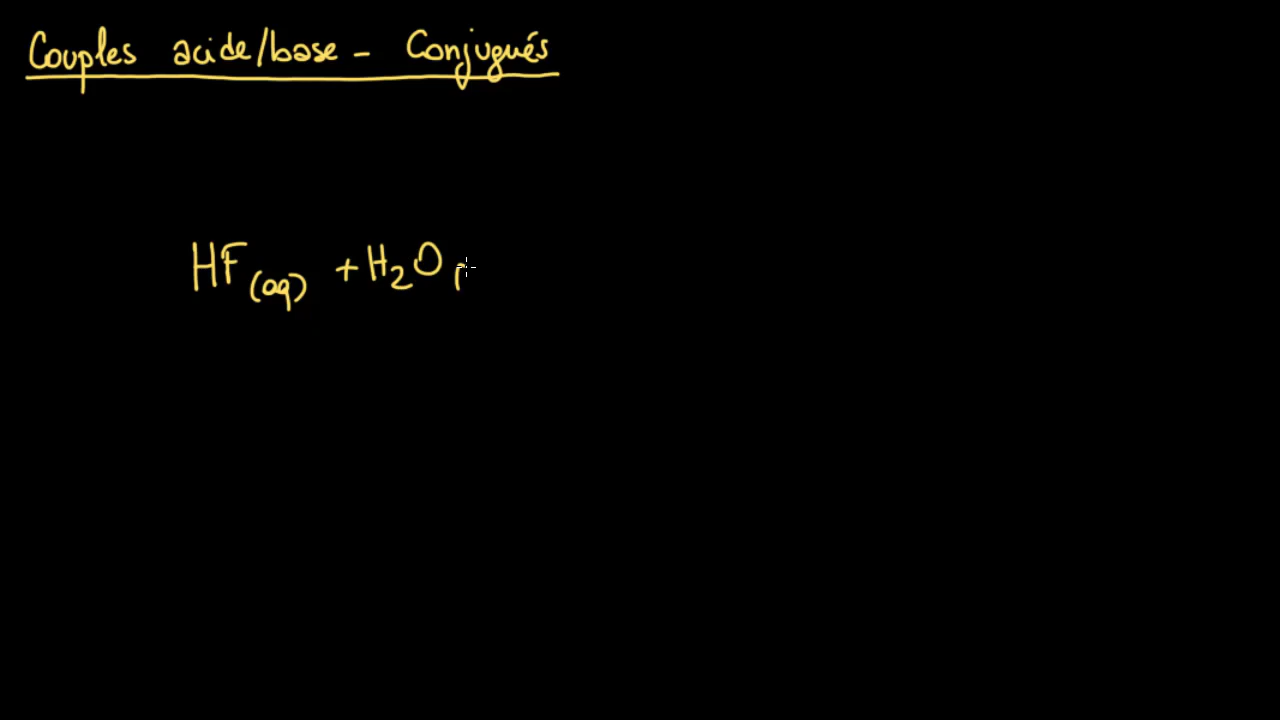 Couples acide/base - Conjugués
HF(aq) + H2O